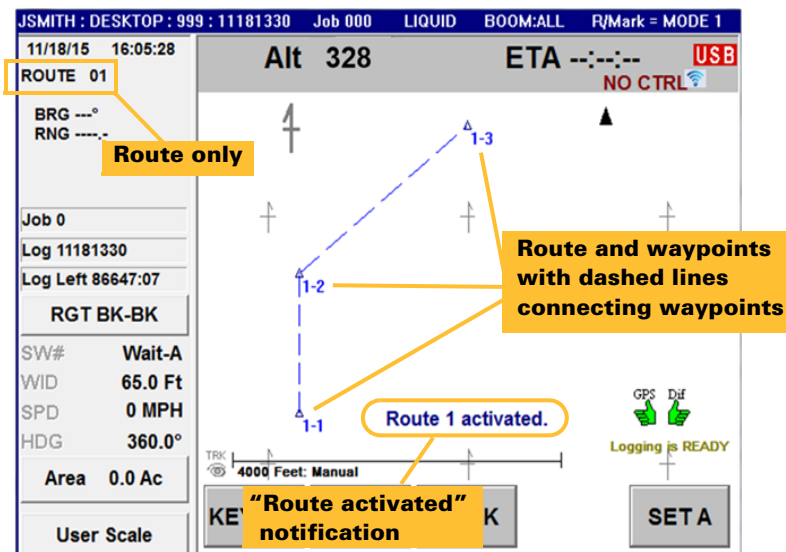 JSMITH : DESKTOP : 999 : 11181330 Job 000 LIQUID BOOM:ALL R/Mark = MODE 1
11/18/15 16:05:28
ROUTE 01
Alt 328
ETA --:--:--
USB
NO CTRL
BRG ---°
RNG ----.-
Route only
1-3
Job 0
Log 11181330
Log Left 86647:07
RGT BK-BK
Route and waypoints
with dashed lines
connecting waypoints
1-2
SW# Wait-A
WID 65.0 Ft
SPD 0 MPH
HDG 360.0°
1-1
Route 1 activated.
GPS Dif
Logging is READY
TRK
4000 Feet: Manual
Area 0.0 Ac
User Scale
KE
“Route activated”
notification
K
SET A